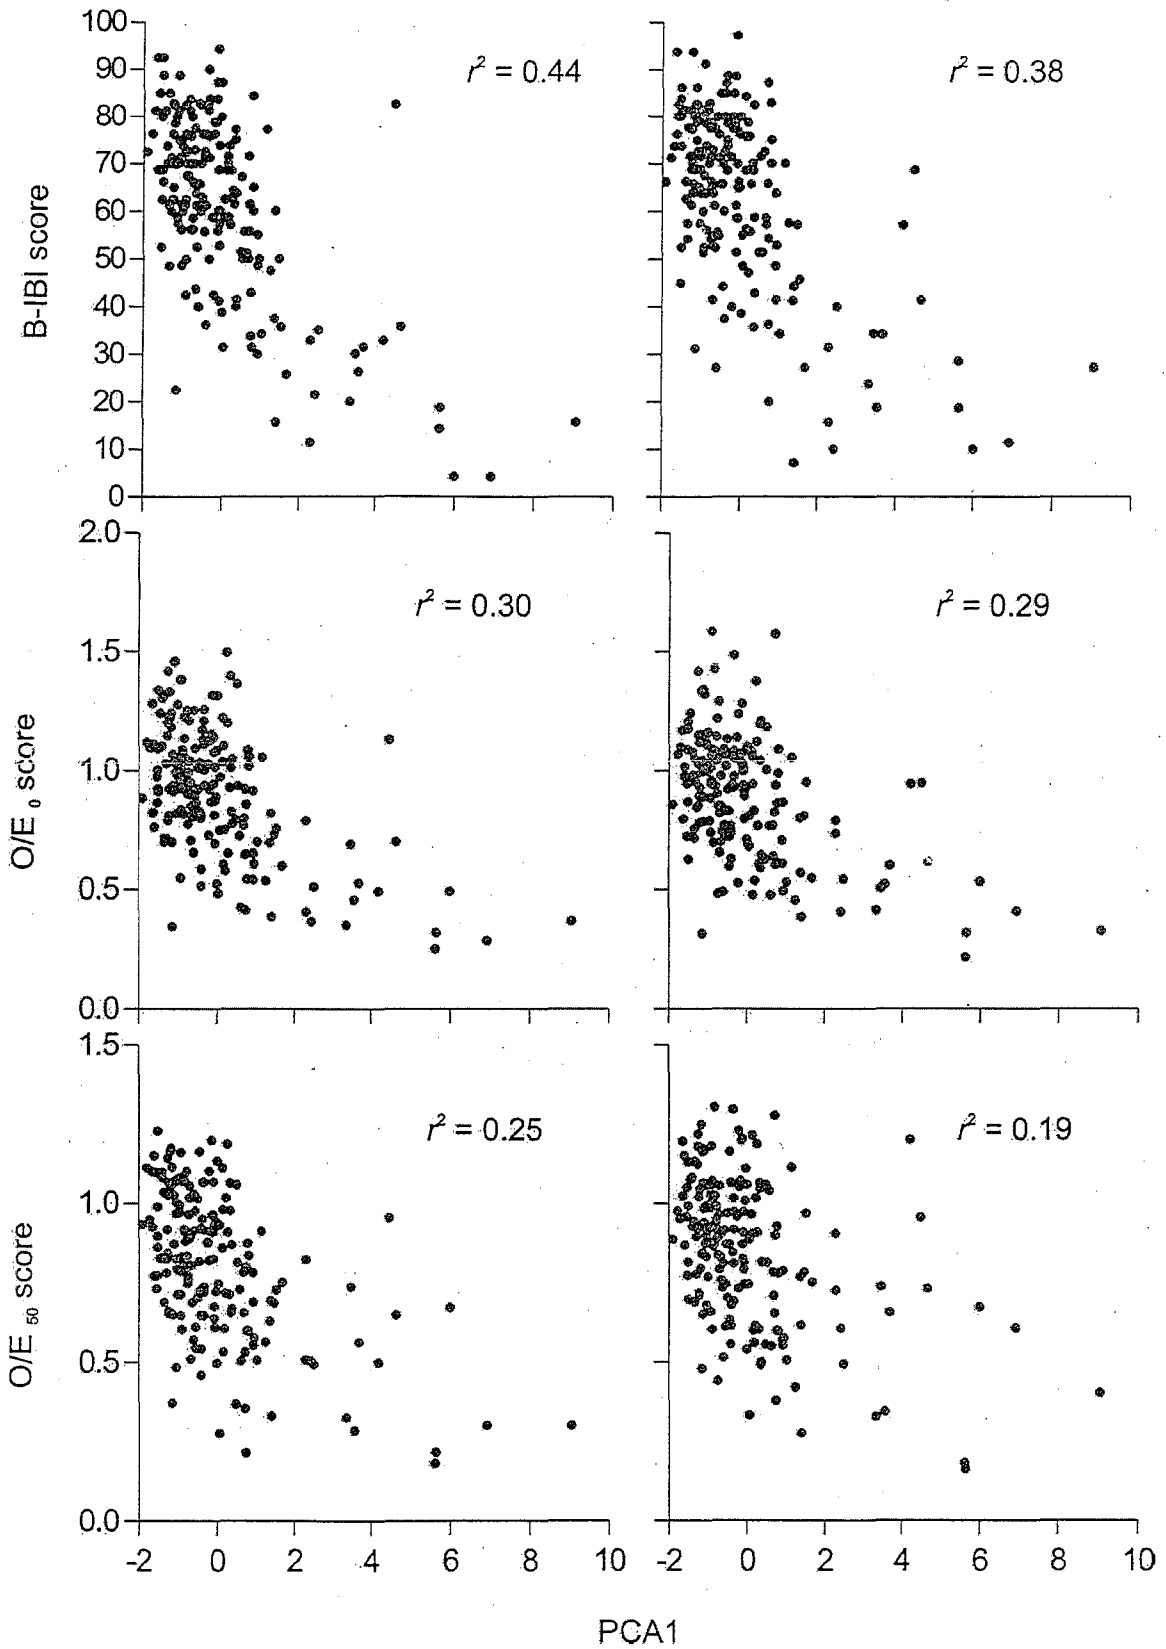 100
90
80
70
60
50
40
30
20
10
0
B-IBI score
r² = 0.44
r² = 0.38
2.0
1.5
1.0
0.5
0.0
O/E 0 score
r² = 0.30
r² = 0.29
1.5
1.0
0.5
0.0
O/E 50 score
r² = 0.25
r² = 0.19
-2 0 2 4 6 8 10
-2 0 2 4 6 8 10
PCA1